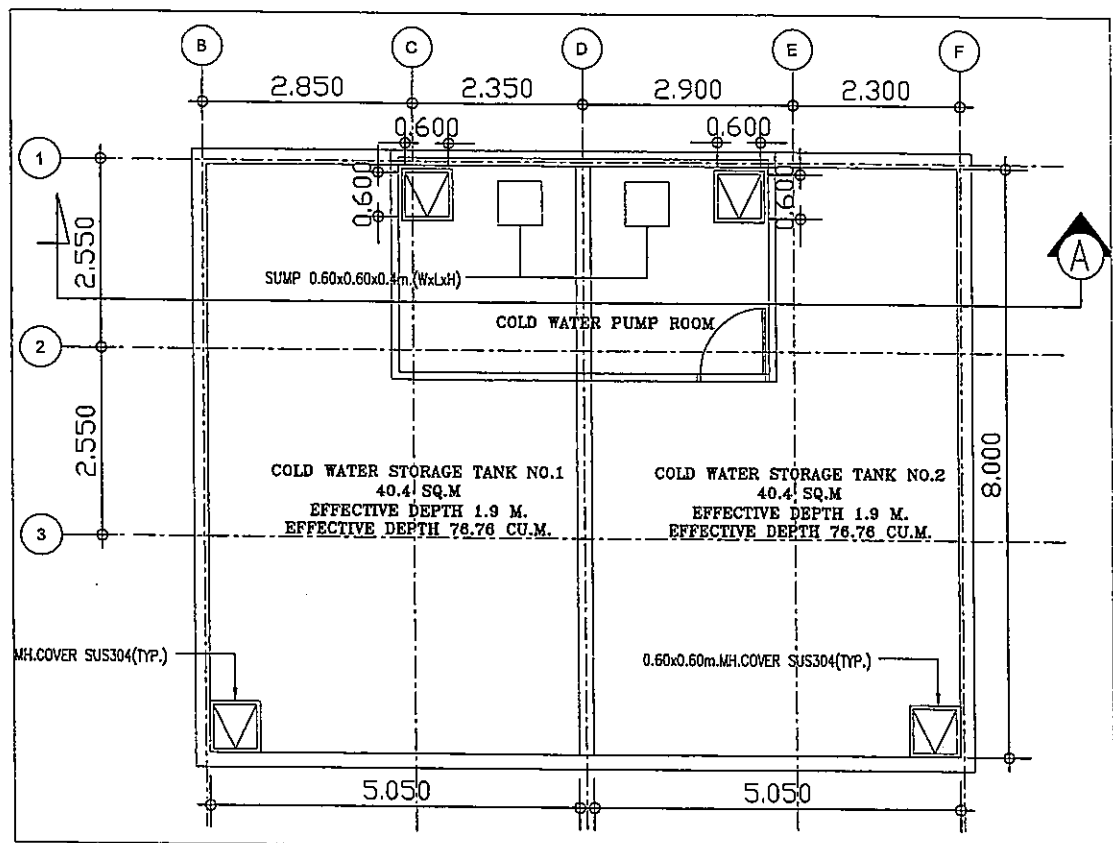 B
C
D
E
F
2.850
2.350
2.900
2.300
0.600
0.600
1
0.600
0.600
2.550
A
SUMP 0.60x0.60x0.4m.(WxLxH)
COLD WATER PUMP ROOM
2
2.550
8.000
COLD WATER STORAGE TANK NO.1
40.4 SQ.M
EFFECTIVE DEPTH 1.9 M.
EFFECTIVE DEPTH 76.76 CU.M.
COLD WATER STORAGE TANK NO.2
40.4 SQ.M
EFFECTIVE DEPTH 1.9 M.
EFFECTIVE DEPTH 76.76 CU.M.
3
MH.COVER SUS304(TYP.)
0.60x0.60m.MH.COVER SUS304(TYP.)
5.050
5.050